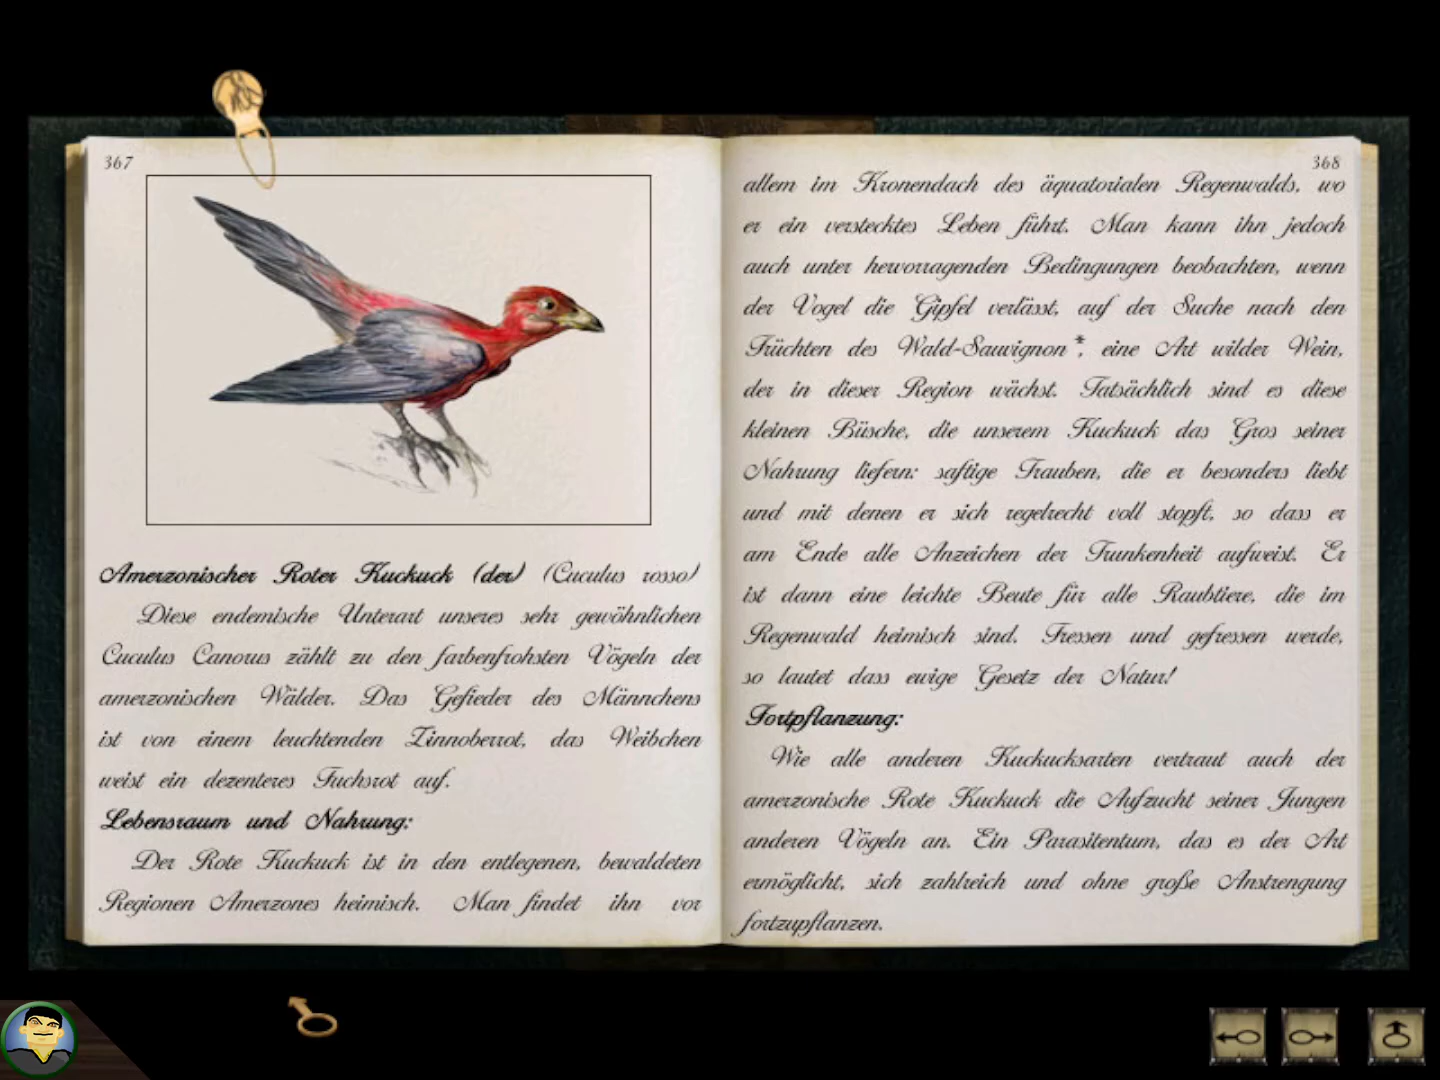 367
Amerzonischer Roter Kuckuck (der) (Cuculus rosso)
Diese endemische Unterart unseres sehr gewöhnlichen
Cuculus Canorus zählt zu den farbenfrohsten Vögeln der
amerzonischen Wälder. Das Gefieder des Männchens
ist von einem leuchtenden Zinnoberrot, das Weibchen
weist ein dezenteres Fuchsrot auf.
Lebensraum und Nahrung:
Der Rote Kuckuck ist in den entlegenen, bewaldeten
Regionen Amerzones heimisch. Man findet ihn vor
368
allem im Kronendach des äquatorialen Regenwalds, wo
er ein verstecktes Leben führt. Man kann ihn jedoch
auch unter hervorragenden Bedingungen beobachten, wenn
der Vogel die Gipfel verlässt, auf der Suche nach den
Früchten des Wald-Sauvignon*, eine Art wilder Wein,
der in dieser Region wächst. Tatsächlich sind es diese
kleinen Büsche, die unserem Kuckuck das Gros seiner
Nahrung liefern: saftige Trauben, die er besonders liebt
und mit denen er sich regelrecht voll stopft, so dass er
am Ende alle Anzeichen der Trunkenheit aufweist. Er
ist dann eine leichte Beute für alle Raubtiere, die im
Regenwald heimisch sind. Fressen und gefressen werde,
so lautet dass ewige Gesetz der Natur!
Fortpflanzung:
Wie alle anderen Kuckucksarten vertraut auch der
amerzonische Rote Kuckuck die Aufzucht seiner Jungen
anderen Vögeln an. Ein Parasitentum, das es der Art
ermöglicht, sich zahlreich und ohne große Anstrengung
fortzupflanzen.